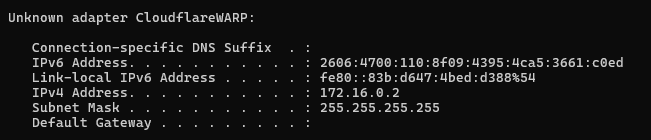 Unknown adapter CloudflareWARP:
Connection-specific DNS Suffix  . :
IPv6 Address. . . . . . . . . . . : 2606:4700:110:8f09:4395:4ca5:3661:c0ed
Link-local IPv6 Address . . . . . : fe80::83b:d647:4bed:d388%54
IPv4 Address. . . . . . . . . . . : 172.16.0.2
Subnet Mask . . . . . . . . . . . : 255.255.255.255
Default Gateway . . . . . . . . . :